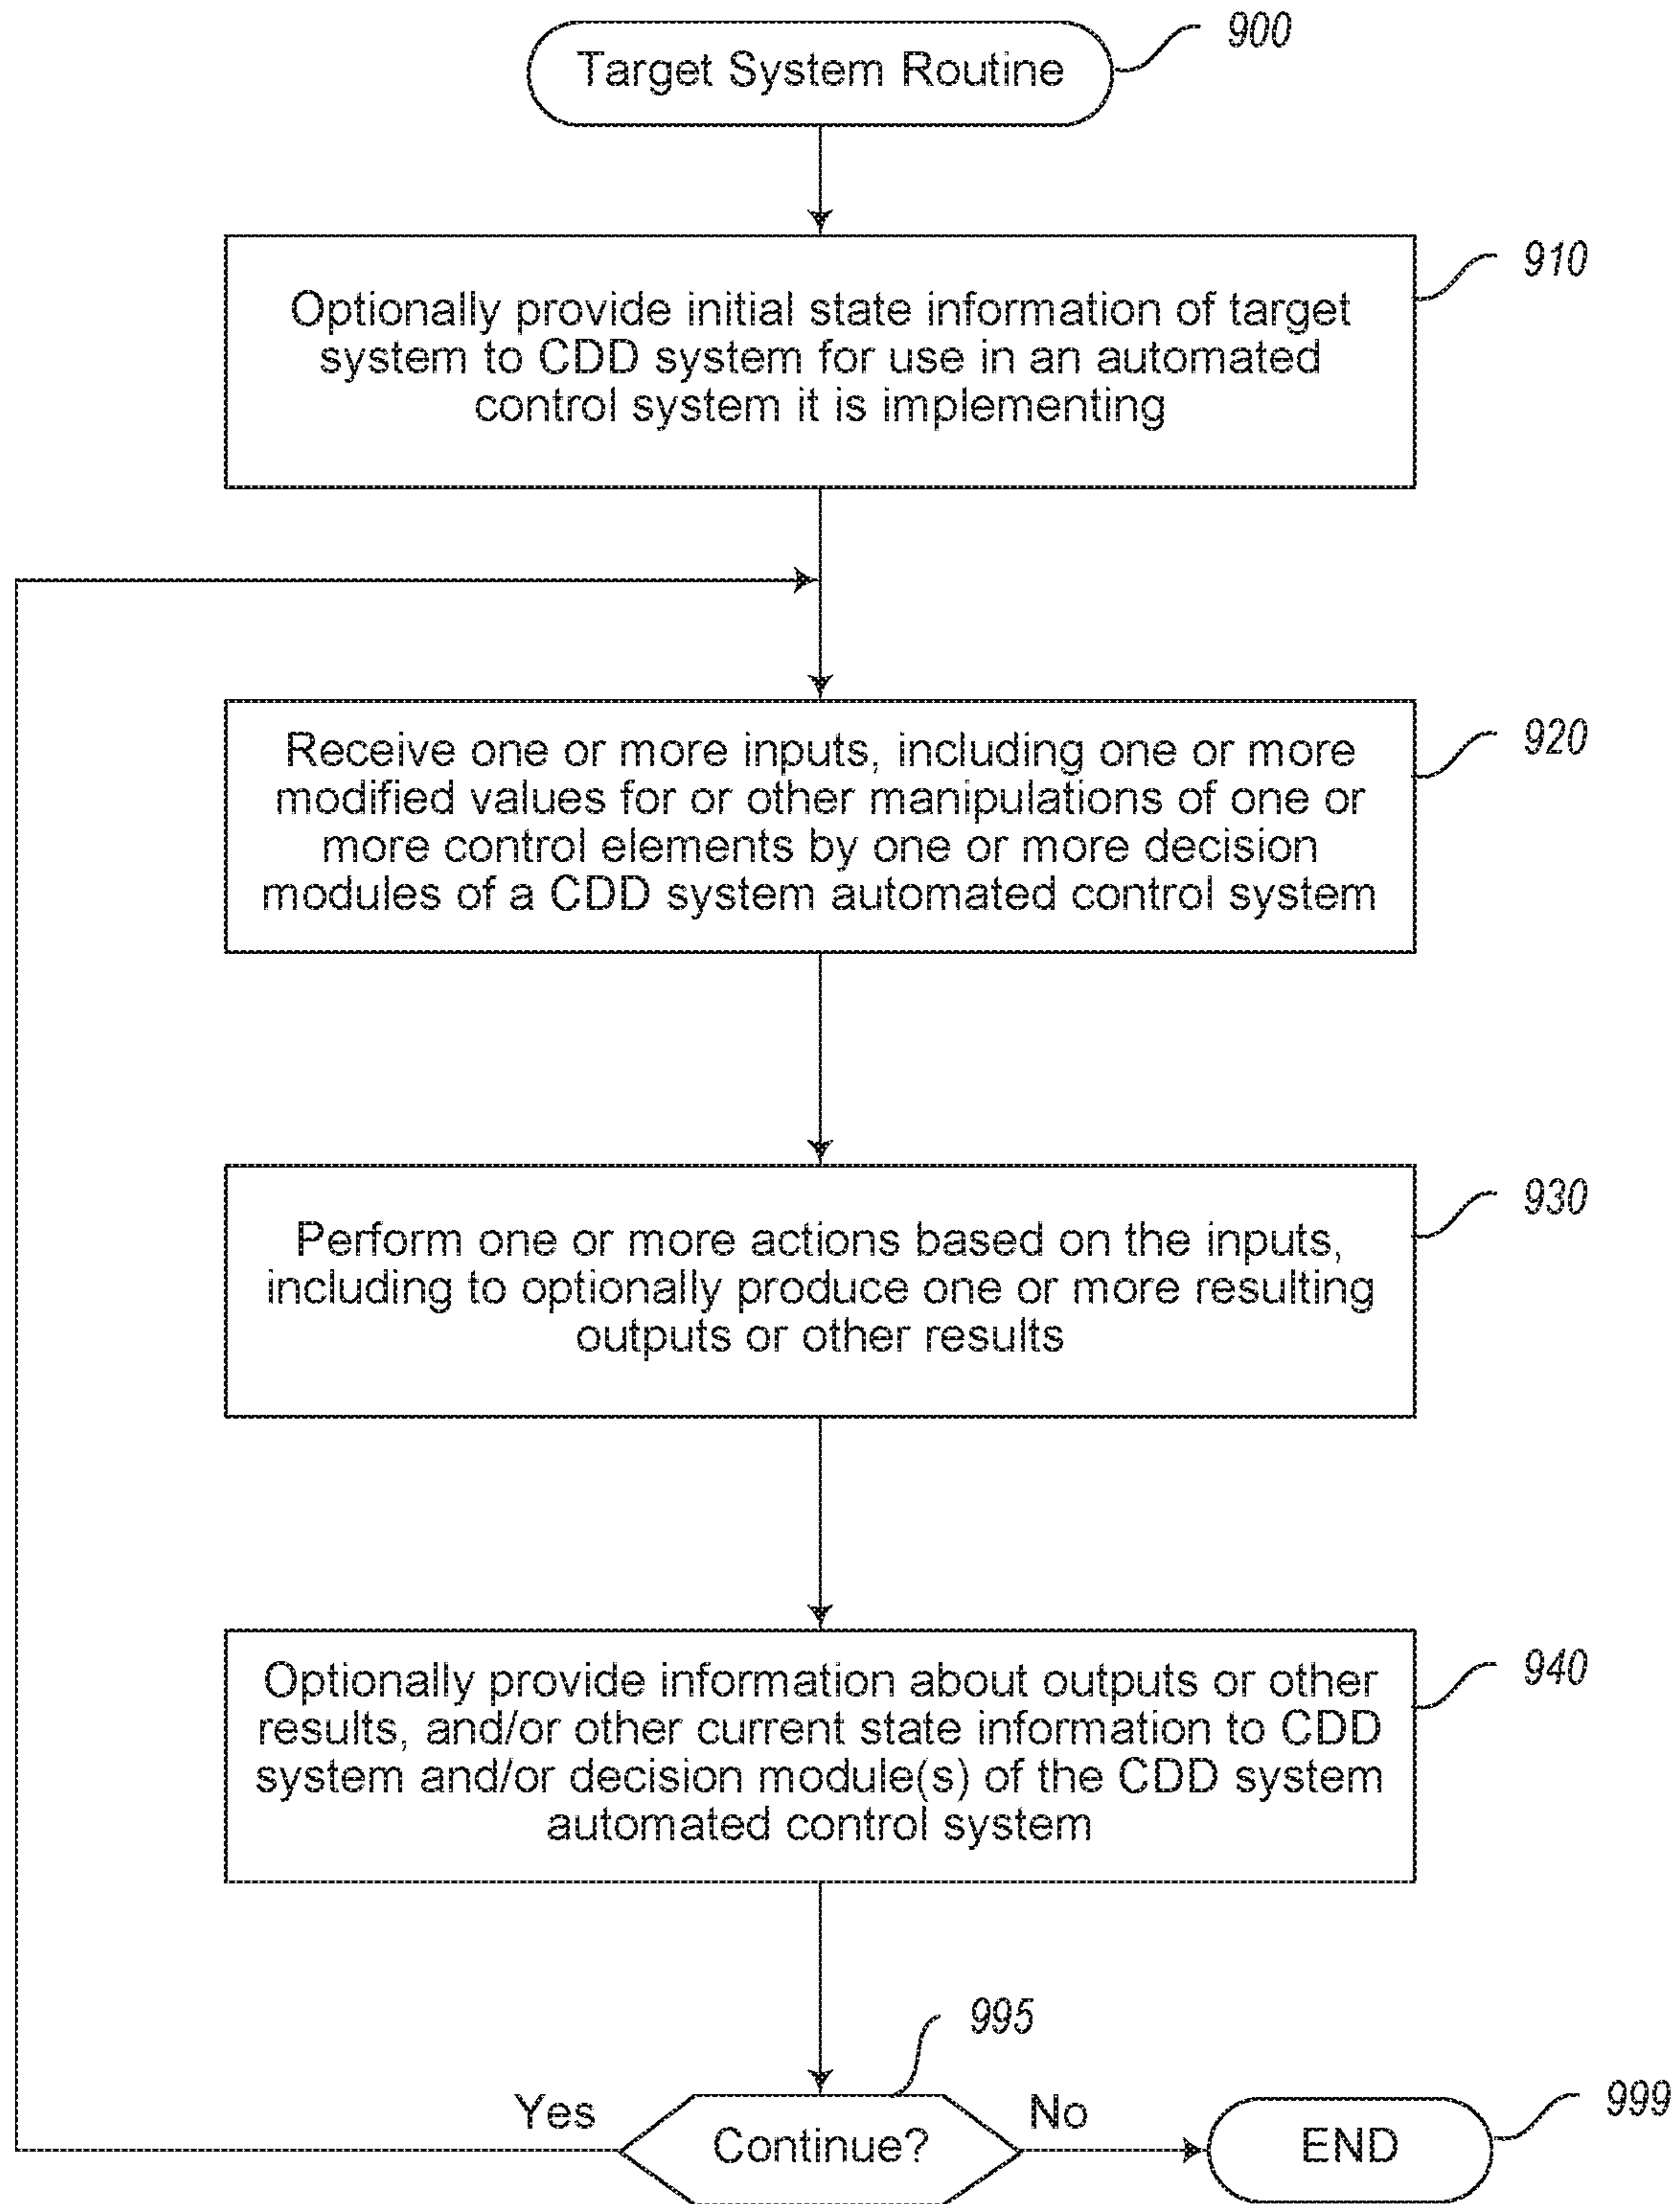 Target System Routine
900
910
Optionally provide initial state information of target
system to CDD system for use in an automated
control system it is implementing
920
Receive one or more inputs, including one or more
modified values for or other manipulations of one or
more control elements by one or more decision
modules of a CDD system automated control system
930
Perform one or more actions based on the inputs,
including to optionally produce one or more resulting
outputs or other results
940
Optionally provide information about outputs or other
results, and/or other current state information to CDD
system and/or decision module(s) of the CDD system
automated control system
995
Yes
Continue?
No
END
999